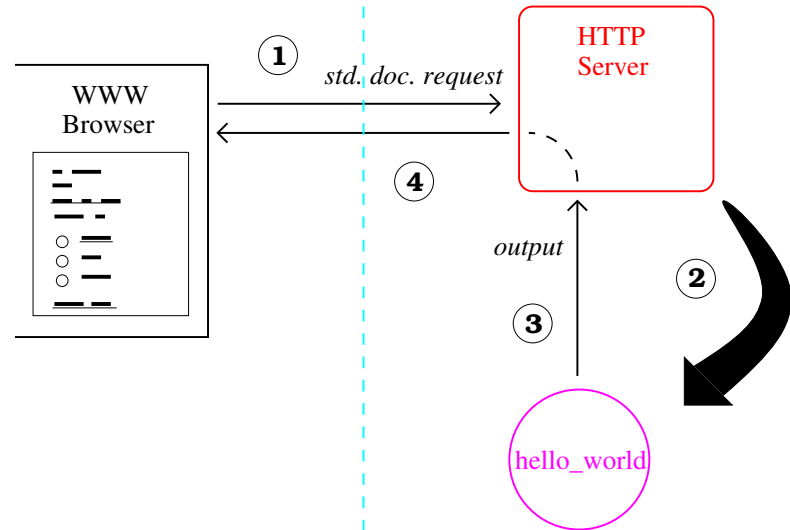 1
HTTP
Server
std. doc. request
WWW
Browser
4
output
2
3
hello_world